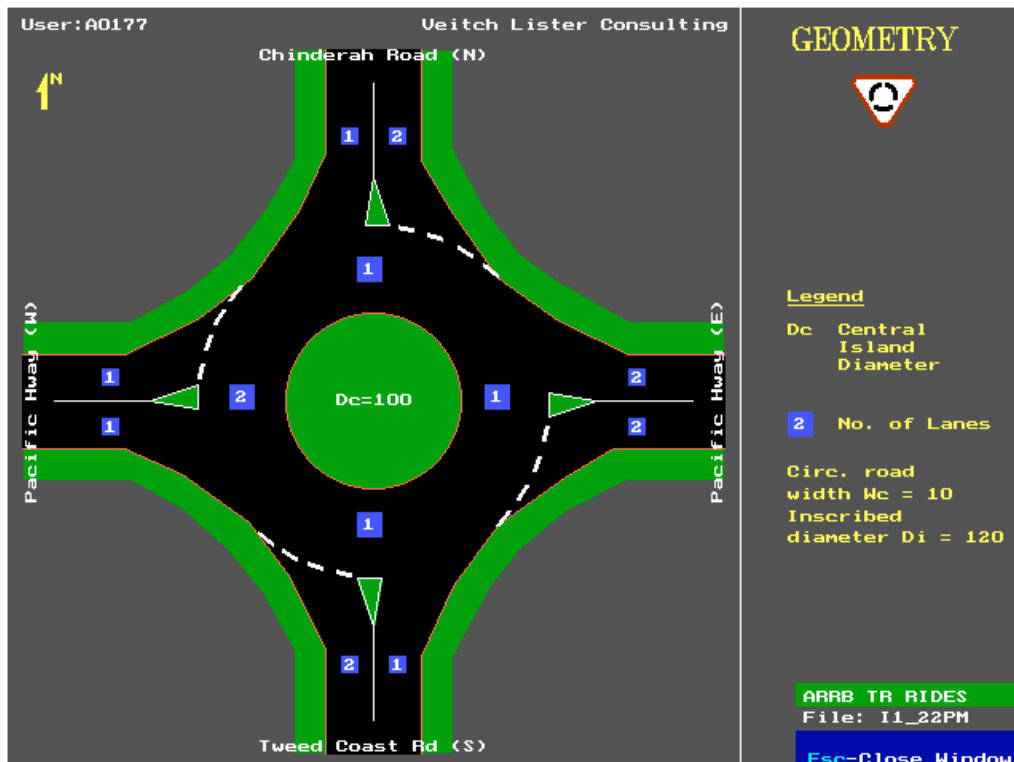 User:A0177
Veitch Lister Consulting
GEOMETRY
Chinderah Road (N)
N
1
2
1
Pacific Hway (W)
Pacific Hway (E)
1
2
2
Dc=100
1
1
2
1
2
1
Tweed Coast Rd (S)
Legend
Dc Central
Island
Diameter
2 No. of Lanes
Circ. road
width Wc = 10
Inscribed
diameter Di = 120
ARRB TR RIDES
File: I1_22PM
Esc-Close Window